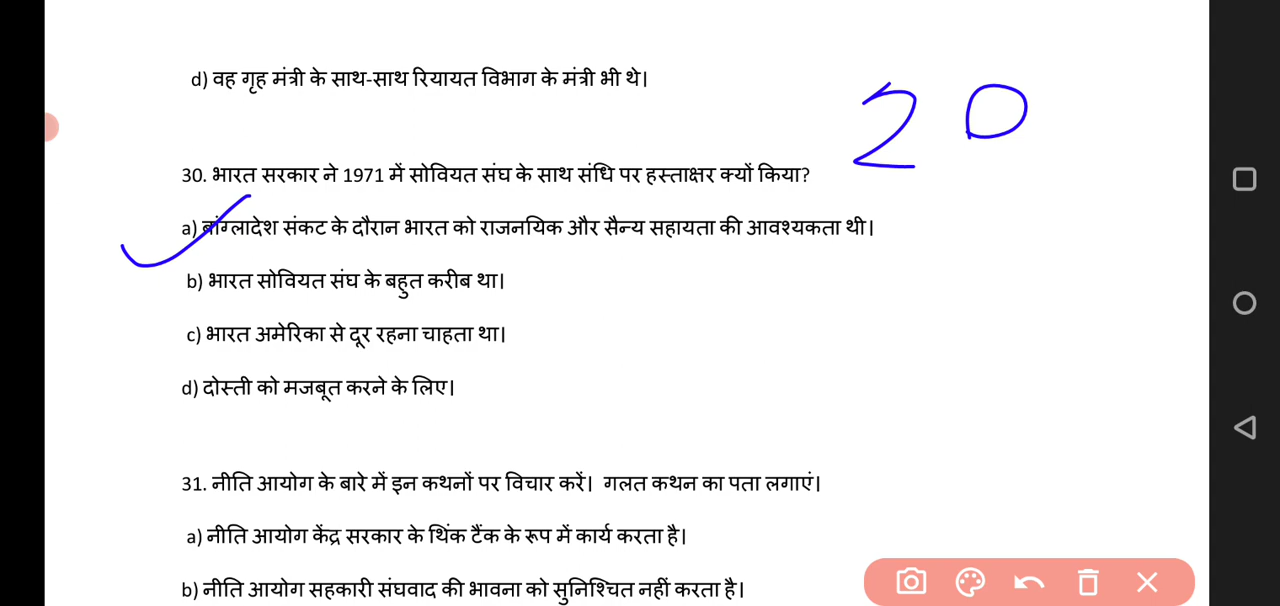 d) वह गृह मंत्री के साथ-साथ रियायत विभाग के मंत्री भी थे।
20
30. भारत सरकार ने 1971 में सोवियत संघ के साथ संधि पर हस्ताक्षर क्यों किया?
a) बांग्लादेश संकट के दौरान भारत को राजनयिक और सैन्य सहायता की आवश्यकता थी।
b) भारत सोवियत संघ के बहुत करीब था।
c) भारत अमेरिका से दूर रहना चाहता था।
d) दोस्ती को मजबूत करने के लिए।
31. नीति आयोग के बारे में इन कथनों पर विचार करें। गलत कथन का पता लगाएं।
a) नीति आयोग केंद्र सरकार के थिंक टैंक के रूप में कार्य करता है।
b) नीति आयोग सहकारी संघवाद की भावना को सुनिश्चित नहीं करता है।